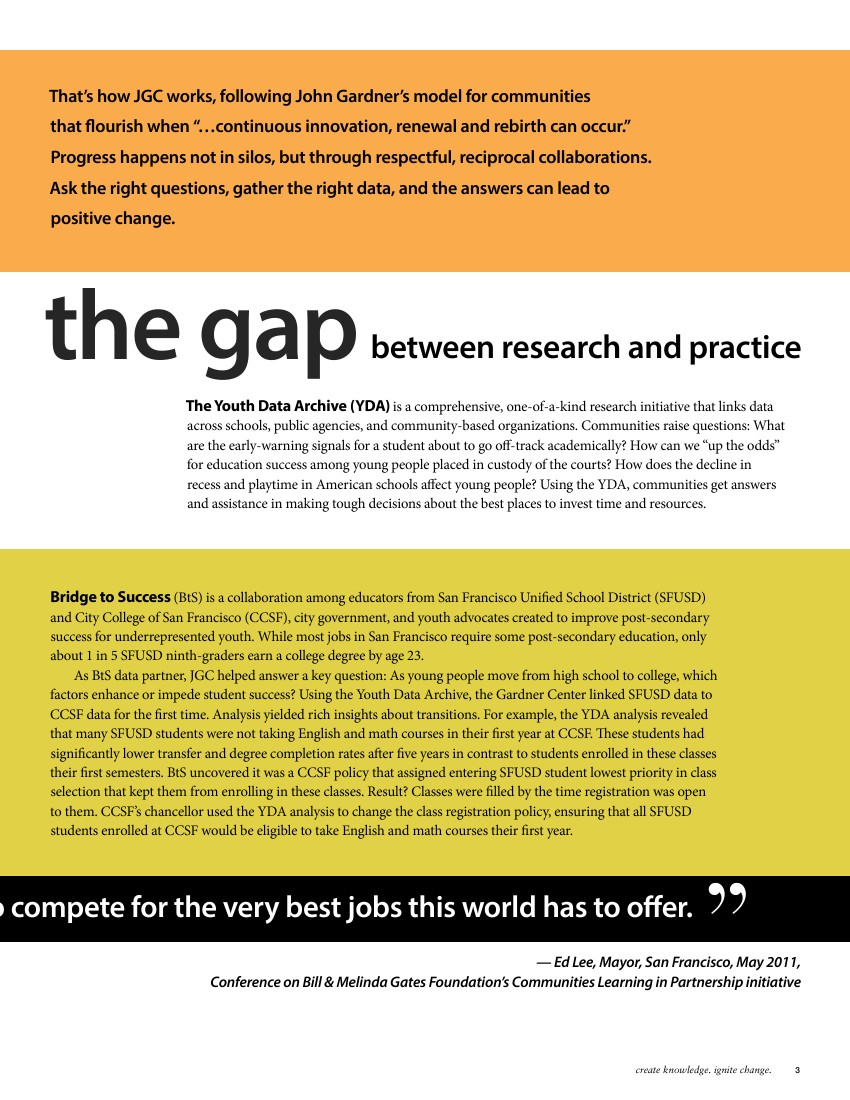 That’s how JGC works, following John Gardner’s model for communities
that flourish when “…continuous innovation, renewal and rebirth can occur.”
Progress happens not in silos, but through respectful, reciprocal collaborations.
Ask the right questions, gather the right data, and the answers can lead to
positive change.
the gap between research and practice
The Youth Data Archive (YDA) is a comprehensive, one-of-a-kind research initiative that links data
across schools, public agencies, and community-based organizations. Communities raise questions: What
are the early-warning signals for a student about to go off-track academically? How can we “up the odds”
for education success among young people placed in custody of the courts? How does the decline in
recess and playtime in American schools affect young people? Using the YDA, communities get answers
and assistance in making tough decisions about the best places to invest time and resources.
Bridge to Success (BtS) is a collaboration among educators from San Francisco Unified School District (SFUSD)
and City College of San Francisco (CCSF), city government, and youth advocates created to improve post-secondary
success for underrepresented youth. While most jobs in San Francisco require some post-secondary education, only
about 1 in 5 SFUSD ninth-graders earn a college degree by age 23.
As BtS data partner, JGC helped answer a key question: As young people move from high school to college, which
factors enhance or impede student success? Using the Youth Data Archive, the Gardner Center linked SFUSD data to
CCSF data for the first time. Analysis yielded rich insights about transitions. For example, the YDA analysis revealed
that many SFUSD students were not taking English and math courses in their first year at CCSF. These students had
significantly lower transfer and degree completion rates after five years in contrast to students enrolled in these classes
their first semesters. BtS uncovered it was a CCSF policy that assigned entering SFUSD student lowest priority in class
selection that kept them from enrolling in these classes. Result? Classes were filled by the time registration was open
to them. CCSF’s chancellor used the YDA analysis to change the class registration policy, ensuring that all SFUSD
students enrolled at CCSF would be eligible to take English and math courses their first year.
o compete for the very best jobs this world has to offer. ”
— Ed Lee, Mayor, San Francisco, May 2011,
Conference on Bill & Melinda Gates Foundation’s Communities Learning in Partnership initiative
create knowledge. ignite change. 3